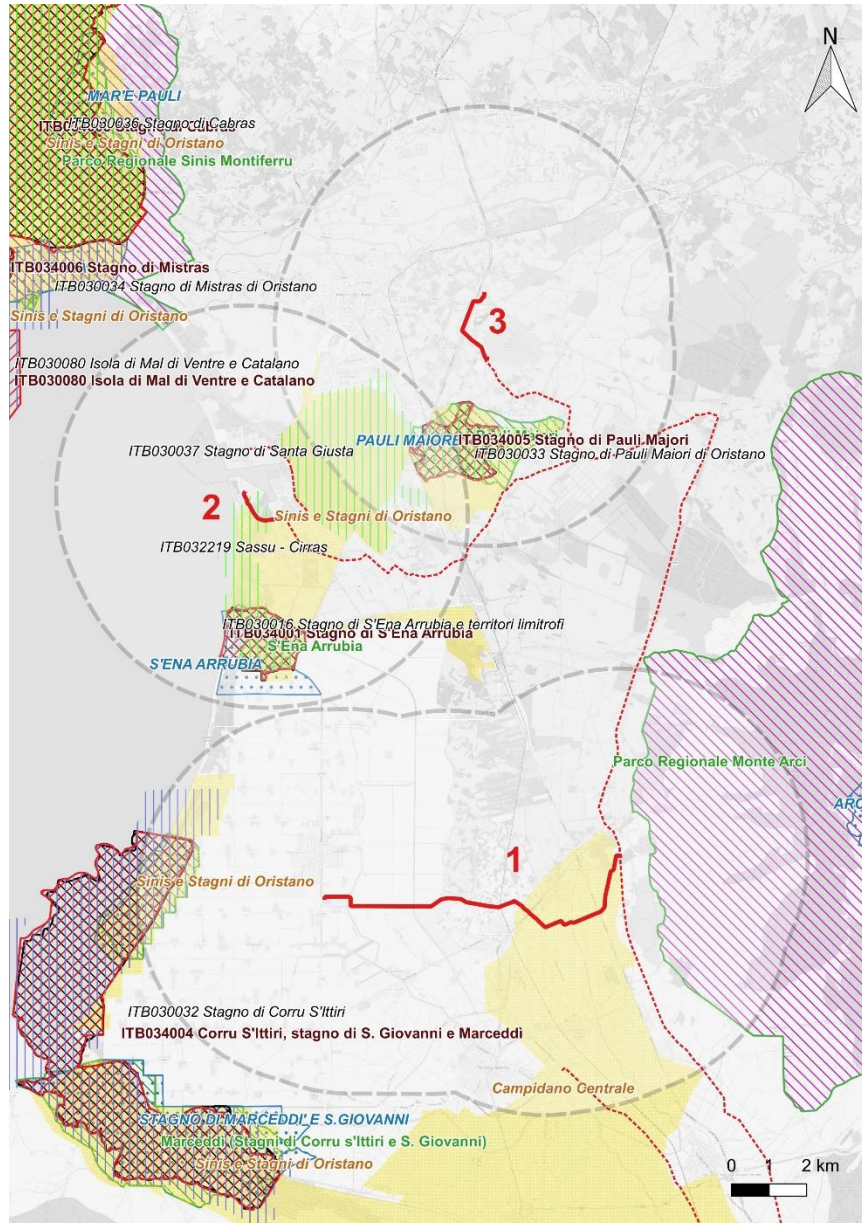 N
MAR'E PAULI
ITB030036 Stagno di Cabras
Stagno di Cabras
Sinis e Stagni di Oristano
Parco Regionale Sinis Montiferru
ITB034006 Stagno di Mistras
ITB030034 Stagno di Mistras di Oristano
3
Sinis e Stagni di Oristano
ITB030080 Isola di Mal di Ventre e Catalano
ITB030080 Isola di Mal di Ventre e Catalano
PAULI MAIORE
ITB034005 Stagno di Pauli Majori
ITB030037 Stagno di Santa Giusta
ITB030033 Stagno di Pauli Maiori di Oristano
2
Sinis e Stagni di Oristano
ITB032219 Sassu - Cirras
ITB030016 Stagno di S'Ena Arrubia e territori limitrofi
ITB034001 Stagno di S'Ena Arrubia
S'Ena Arrubia
S'ENA ARRUBIA
Parco Regionale Monte Arci
ARC
1
Sinis e Stagni di Oristano
ITB030032 Stagno di Corru S'Ittiri
ITB034004 Corru S'Ittiri, stagno di S. Giovanni e Marceddì
Campidano Centrale
STAGNO DI MARCEDDI' E S.GIOVANNI
Marceddì (Stagni di Corru s'Ittiri e S. Giovanni)
Sinis e Stagni di Oristano
0 1 2 km